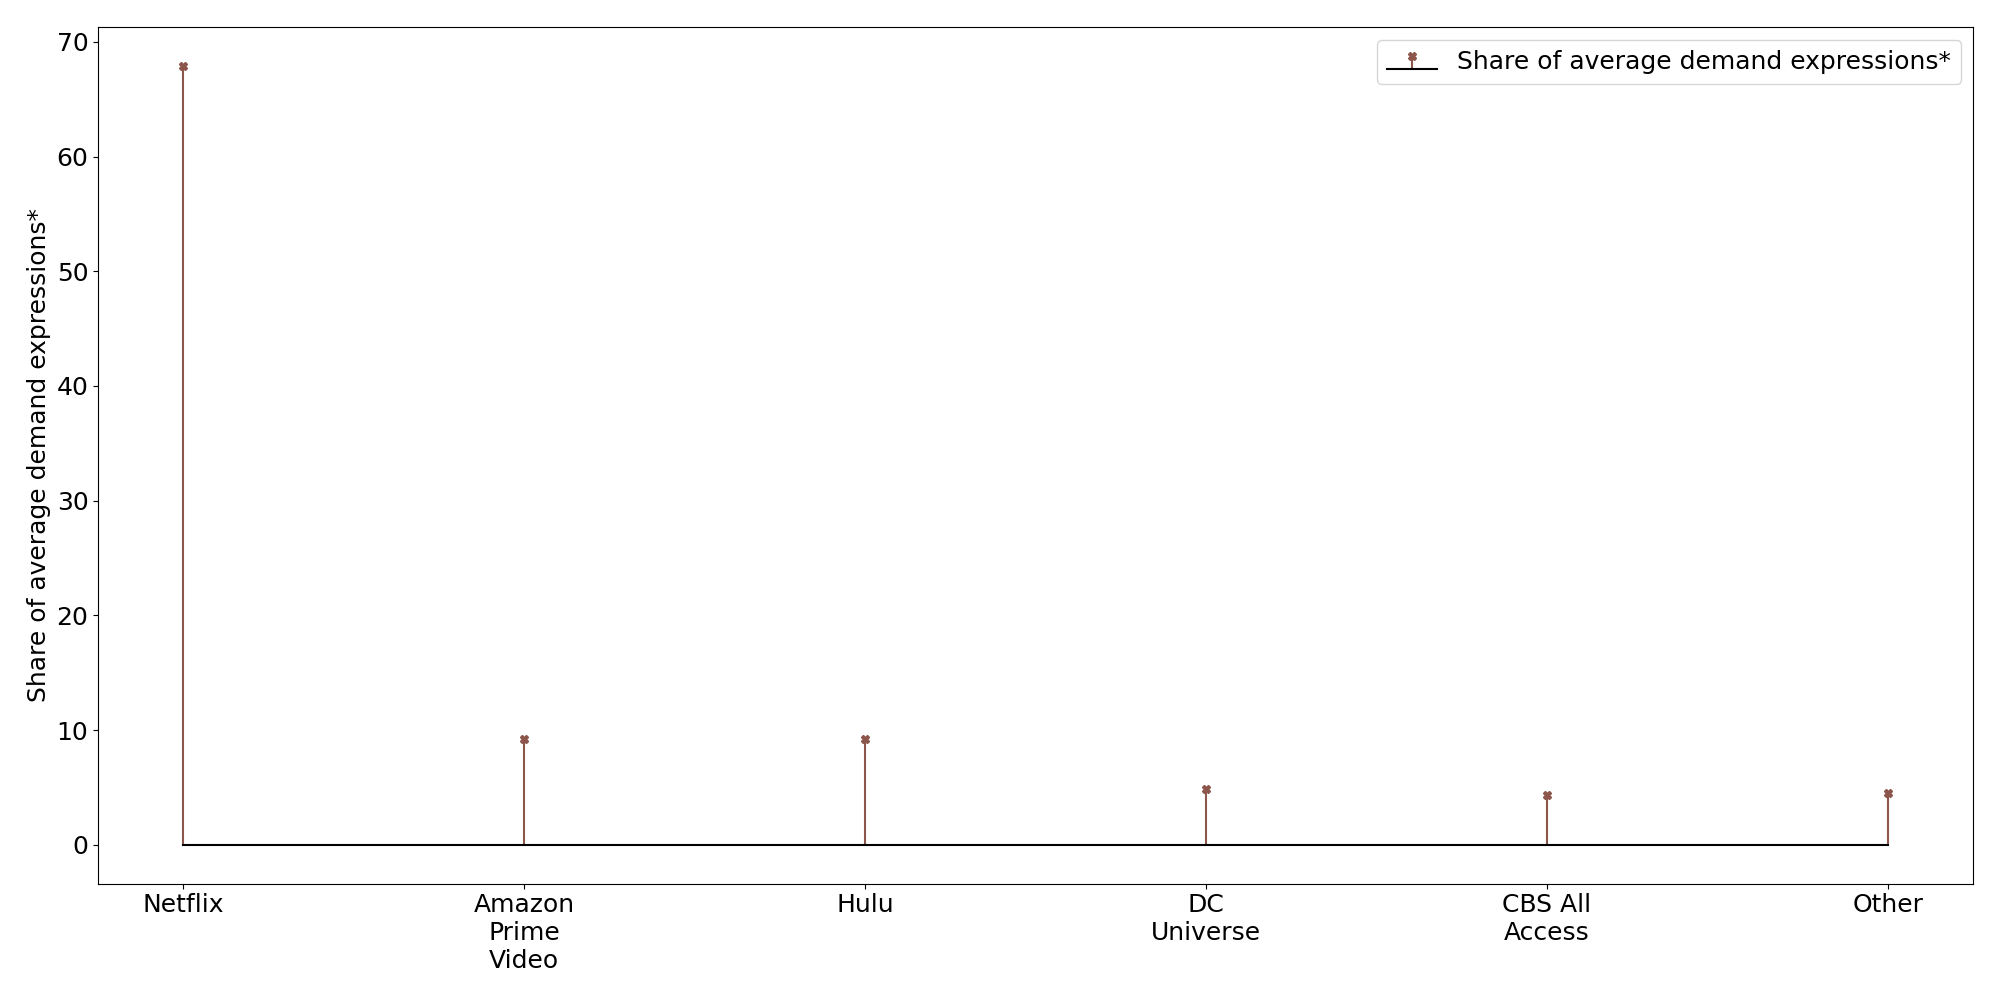 Share of average demand expressions*
70
60
50
40
30
20
10
0
Share of average demand expressions*
Netflix
Amazon
Prime
Video
Hulu
DC
Universe
CBS All
Access
Other